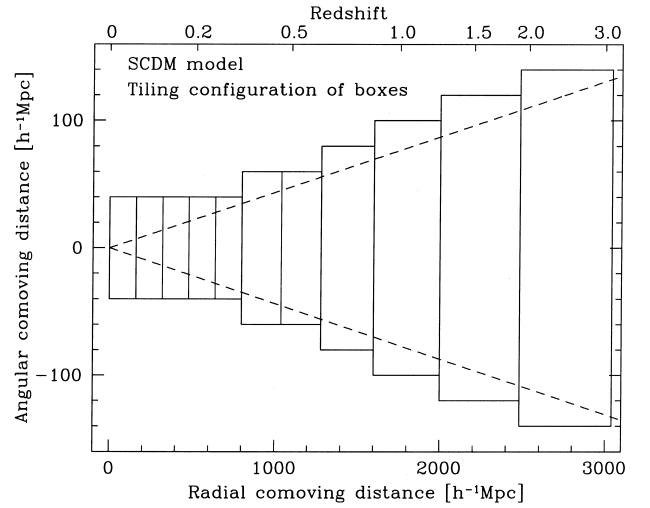 Redshift
0 0.2 0.5 1.0 1.5 2.0 3.0
SCDM model
Tiling configuration of boxes
100
0
−100
Angular comoving distance [h⁻¹Mpc]
0 1000 2000 3000
Radial comoving distance [h⁻¹Mpc]